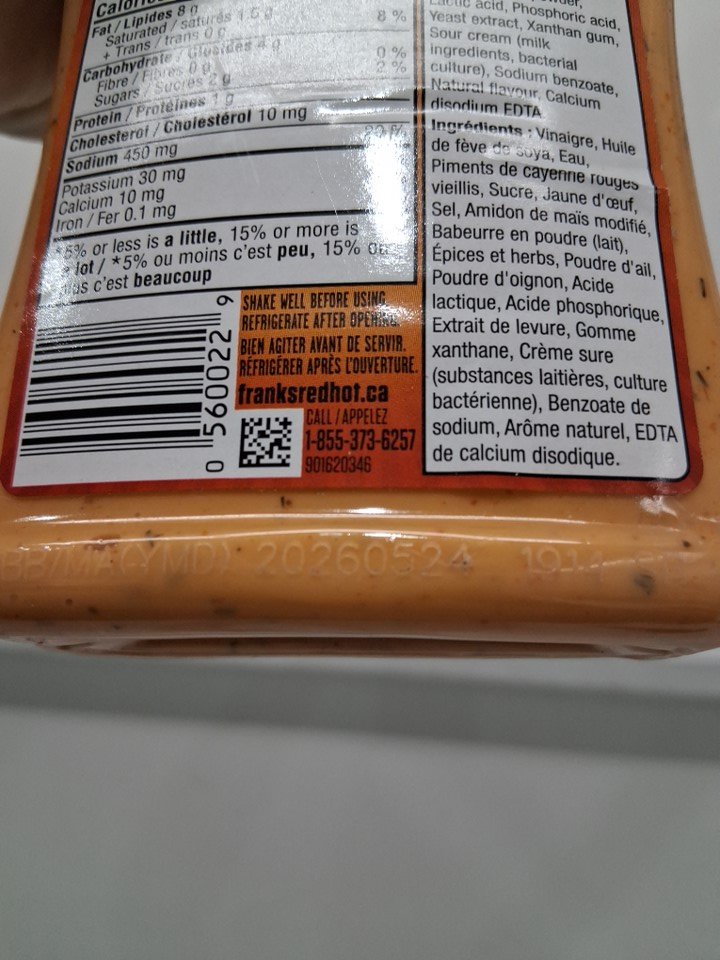 Fat / Lipides 8 g 8 %
Saturated / saturés 1.5 g
+ Trans / trans 0 g
Carbohydrate / Glucides 4 g
Fibre / Fibres 0 g 0 %
Sugars / Sucres 2 g 2 %
Protein / Protéines 1 g
Cholesterol / Cholestérol 10 mg
Sodium 450 mg
Potassium 30 mg
Calcium 10 mg
Iron / Fer 0.1 mg
*5% or less is a little, 15% or more is
lot / *5% ou moins c'est peu, 15% ou
c'est beaucoup
0 560022 9
SHAKE WELL BEFORE USING.
REFRIGERATE AFTER OPENING.
BIEN AGITER AVANT DE SERVIR.
RÉFRIGÉRER APRÈS L'OUVERTURE.
franksredhot.ca
CALL / APPELEZ
1-855-373-6257
901620346
Lactic acid, Phosphoric acid,
Yeast extract, Xanthan gum,
Sour cream (milk
ingredients, bacterial
culture), Sodium benzoate,
Natural flavour, Calcium
disodium EDTA.
Ingrédients : Vinaigre, Huile
de fève de soya, Eau,
Piments de cayenne rouges
vieillis, Sucre, Jaune d'œuf,
Sel, Amidon de maïs modifié,
Babeurre en poudre (lait),
Épices et herbs, Poudre d'ail,
Poudre d'oignon, Acide
lactique, Acide phosphorique,
Extrait de levure, Gomme
xanthane, Crème sure
(substances laitières, culture
bactérienne), Benzoate de
sodium, Arôme naturel, EDTA
de calcium disodique.
BB/MA (YMD) 20260524 1914